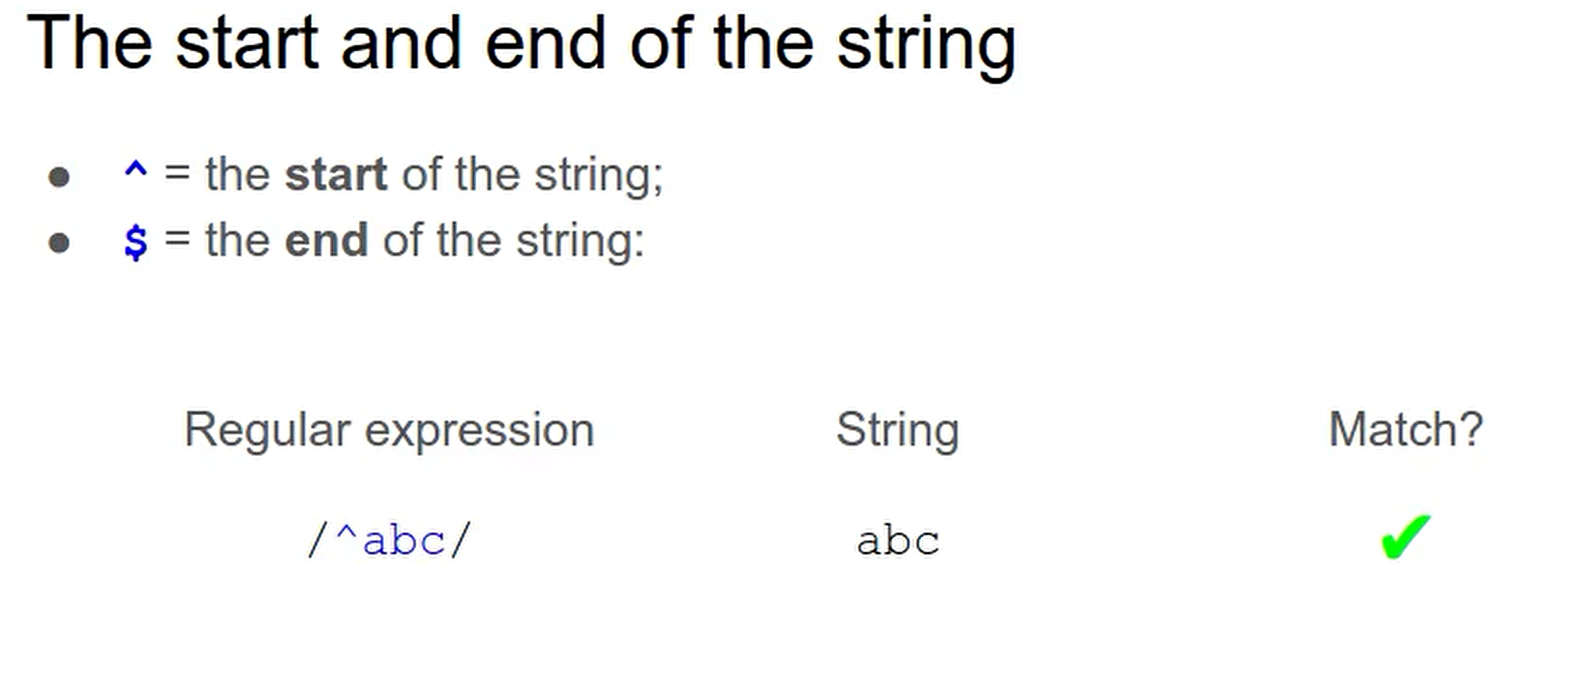 The start and end of the string
● ^ = the start of the string;
● $ = the end of the string:
Regular expression String Match?
/^abc/ abc ✔